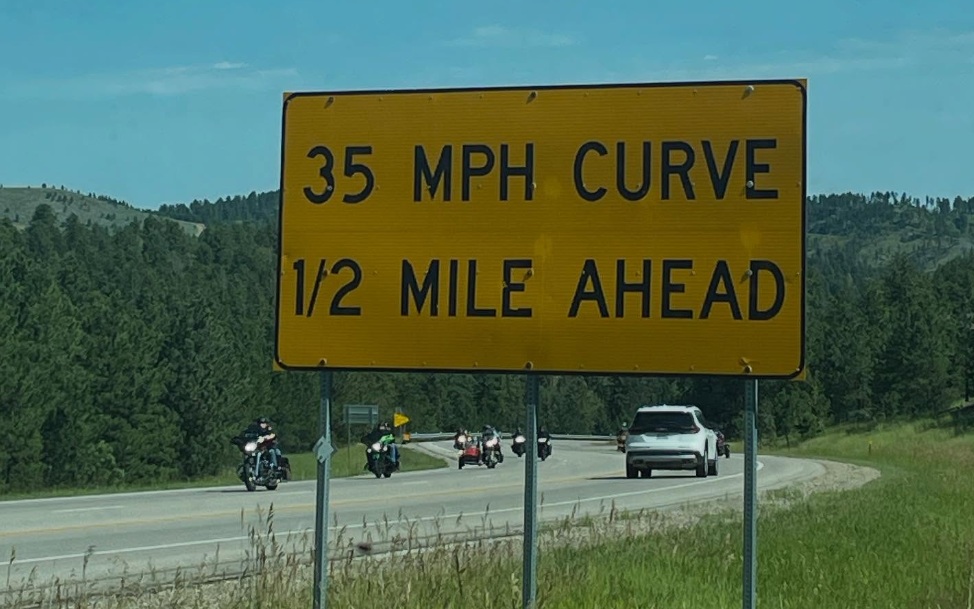 35 MPH CURVE
1/2 MILE AHEAD